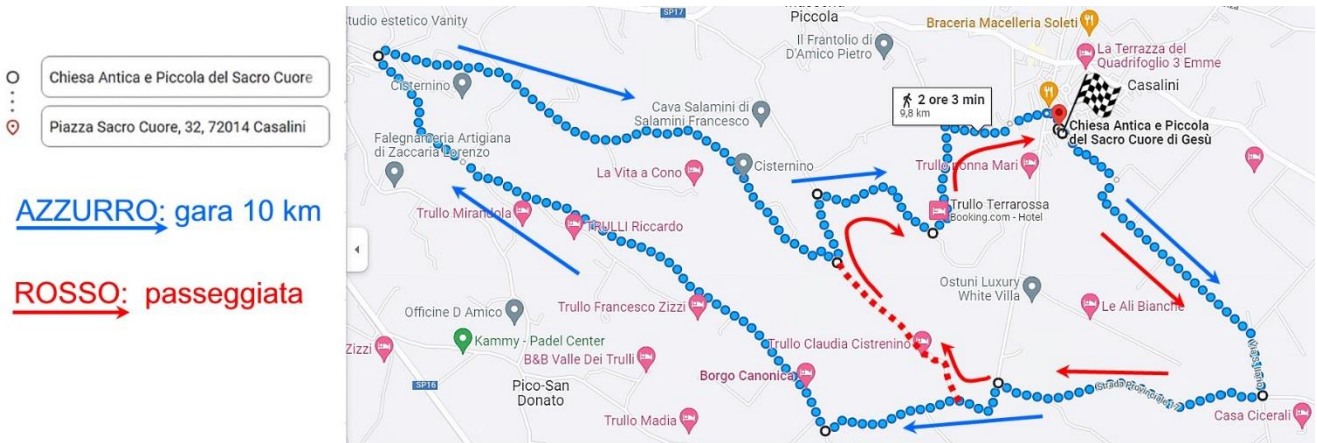 Chiesa Antica e Piccola del Sacro Cuore
Piazza Sacro Cuore, 32, 72014 Casalini
AZZURRO: gara 10 km
ROSSO: passeggiata
SP17
studio estetico Vanity
Piccola
Braceria Macelleria Soleti
Il Frantolio di
D'Amico Pietro
La Terrazza del
Quadrifoglio 3 Emme
Casalini
Cisternino
Cava Salamini di
Salamini Francesco
2 ore 3 min
9,8 km
Chiesa Antica e Piccola
del Sacro Cuore di Gesù
Falegnameria Artigiana
di Zaccaria Lorenzo
La Vita a Cono
Cisternino
Trullo nonna Mari
Trullo Mirandola
TRULLI Riccardo
Trullo Terrarossa
Booking.com - Hotel
Ostuni Luxury
White Villa
Officine D Amico
Trullo Francesco Zizzi
Le Ali Bianche
Zizzi
Kammy - Padel Center
B&B Valle Dei Trulli
Trullo Claudia Cistrenino
SP16
Pico-San
Donato
Borgo Canonica
Trullo Madia
Casa Cicerali